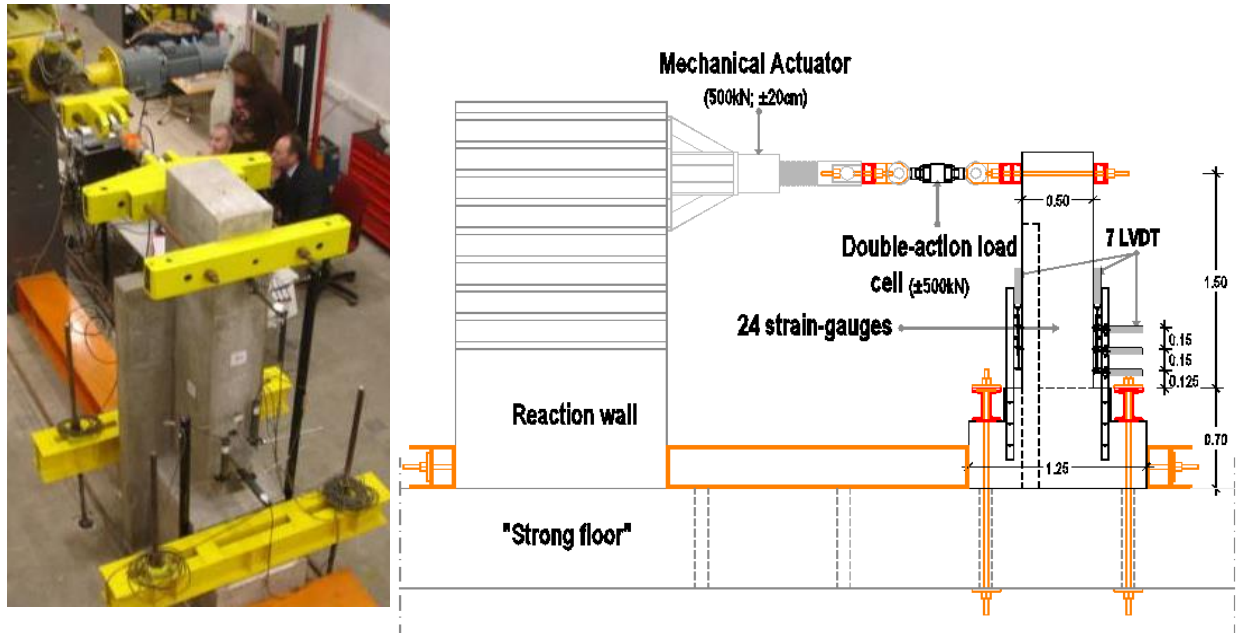 Mechanical Actuator
(500kN; ±20cm)
0.50
Double-action load
cell (±500kN)
7 LVDT
1.50
24 strain-gauges
0.15
0.15
0.125
Reaction wall
0.70
1.25
"Strong floor"